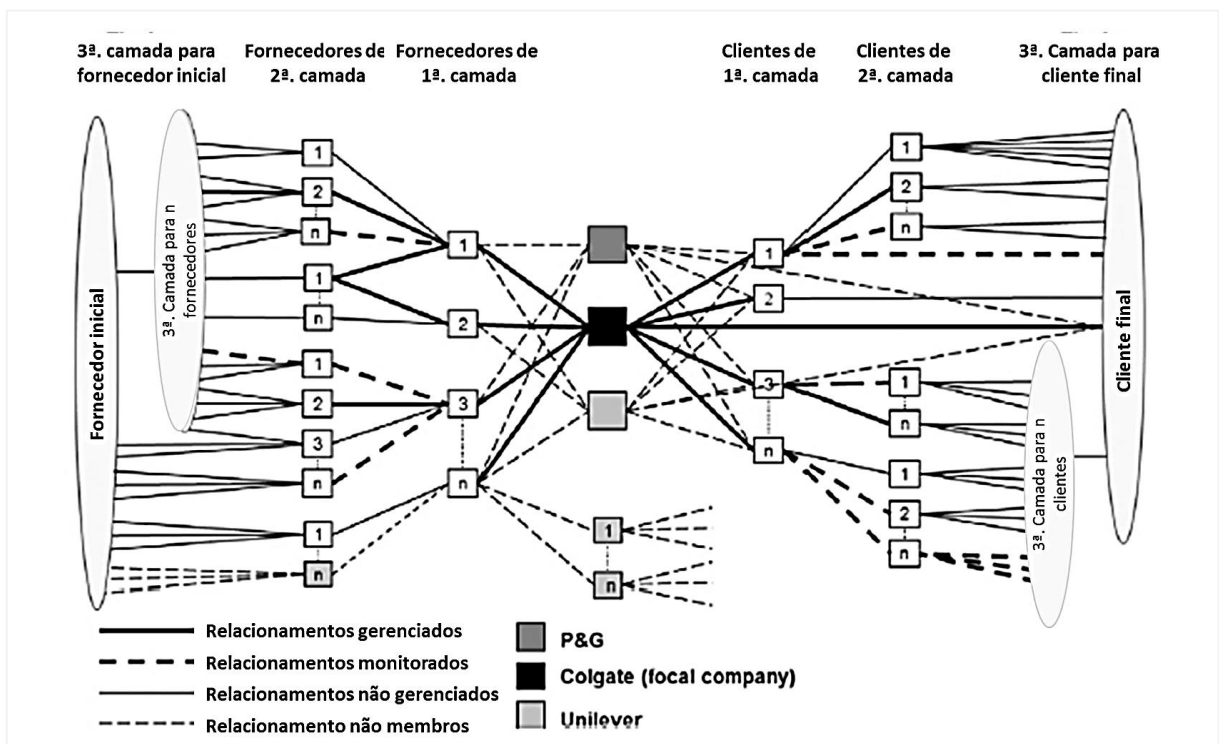 3ª. camada para
fornecedor inicial
Fornecedores de
2ª. camada
Fornecedores de
1ª. camada
Clientes de
1ª. camada
Clientes de
2ª. camada
3ª. Camada para
cliente final
Fornecedor inicial
3ª. Camada para n
fornecedores
1
2
n
1
n
1
2
3
n
1
n
1
2
3
n
1
n
1
2
3
n
1
2
n
1
n
1
2
n
3ª. Camada para n
clientes
Cliente final
Relacionamentos gerenciados
Relacionamentos monitorados
Relacionamentos não gerenciados
Relacionamento não membros
P&G
Colgate (focal company)
Unilever